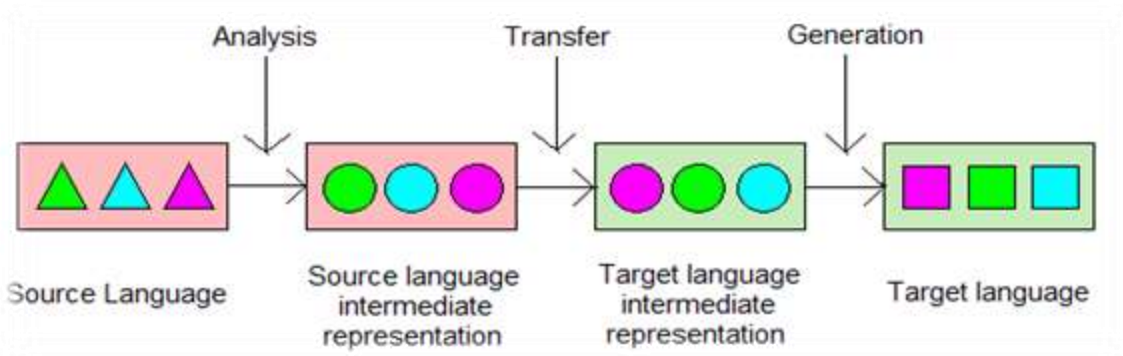 Analysis
Transfer
Generation
Source Language
Source language
intermediate
representation
Target language
intermediate
representation
Target language